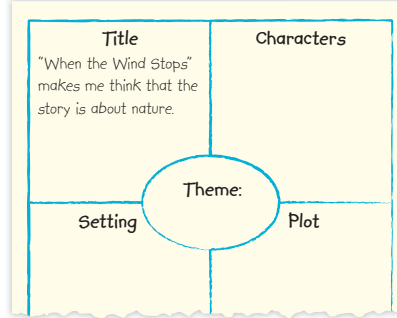 Title
"When the Wind Stops"
makes me think that the
story is about nature.
Characters
Theme:
Setting
Plot